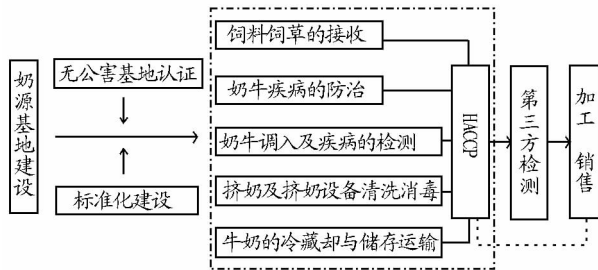 奶源基地建设
无公害基地认证
标准化建设
饲料饲草的接收
奶牛疾病的防治
奶牛调入及疾病的检测
挤奶及挤奶设备清洗消毒
牛奶的冷藏却与储存运输
HACCP
第三方检测
加工 销售